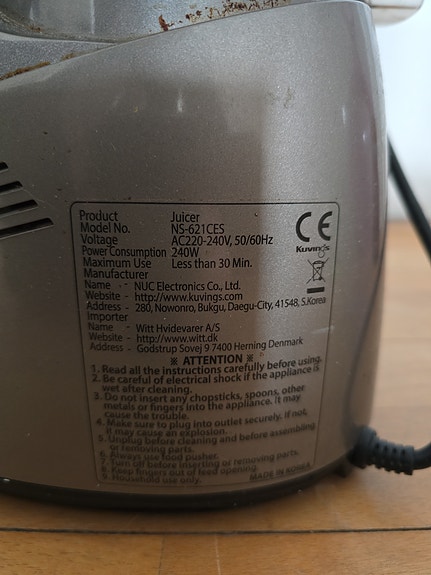 Product Juicer
Model No. NS-621CES
Voltage AC220-240V, 50/60Hz
Power Consumption 240W
Maximum Use Less than 30 Min.
Manufacturer
Name - NUC Electronics Co., Ltd.
Website - http://www.kuvings.com
Address - 280, Nowonro, Bukgu, Daegu-City, 41548, S.Korea
Importer
Name - Witt Hvidevarer A/S
Website - http://www.witt.dk
Address - Godstrup Sovej 9 7400 Herning Denmark
CE
Kuvings
※ ATTENTION ※
1. Read all the instructions carefully before using.
2. Be careful of electrical shock if the appliance is
wet after cleaning.
3. Do not insert any chopsticks, spoons, other
metals or fingers into the appliance. It may
cause the trouble.
4. Make sure to plug into outlet securely. If not,
it may cause an explosion.
5. Unplug before cleaning and before assembling
or removing parts.
6. Always use food pusher.
7. Turn off before inserting or removing parts.
8. Keep fingers out of feed opening.
9. Household use only.
MADE IN KOREA